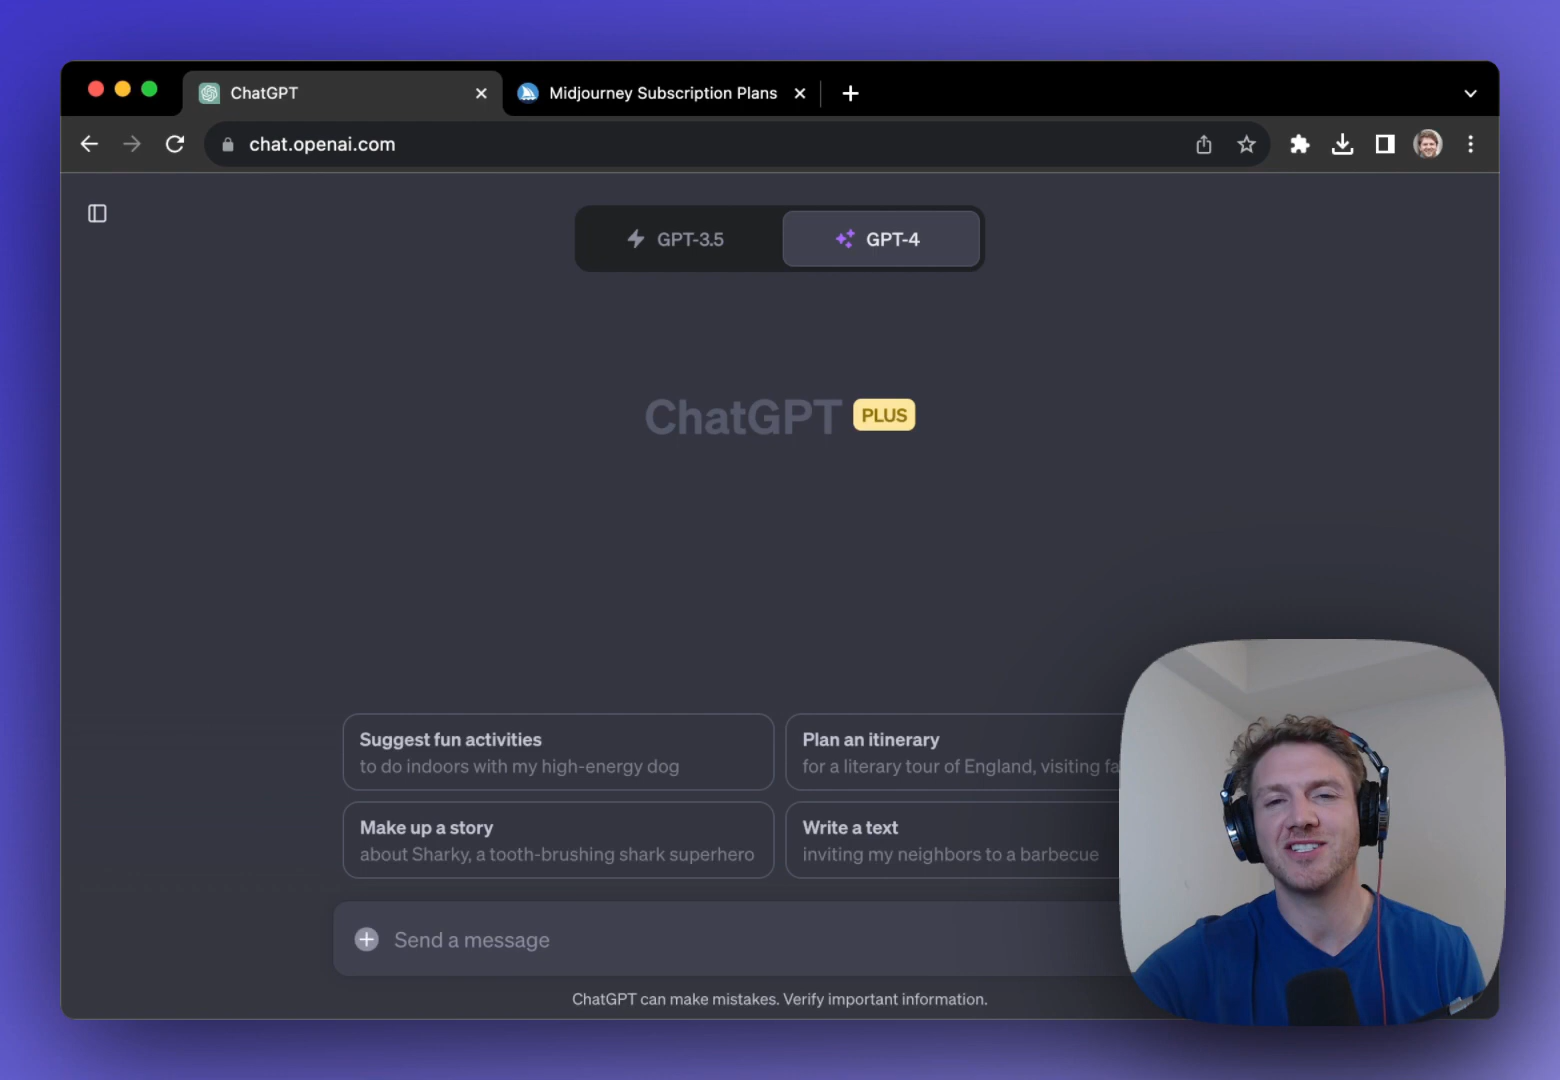 ChatGPT
Midjourney Subscription Plans
chat.openai.com
GPT-3.5
GPT-4
ChatGPT PLUS
Suggest fun activities
to do indoors with my high-energy dog
Plan an itinerary
for a literary tour of England, visiting fa
Make up a story
about Sharky, a tooth-brushing shark superhero
Write a text
inviting my neighbors to a barbecue
Send a message
ChatGPT can make mistakes. Verify important information.